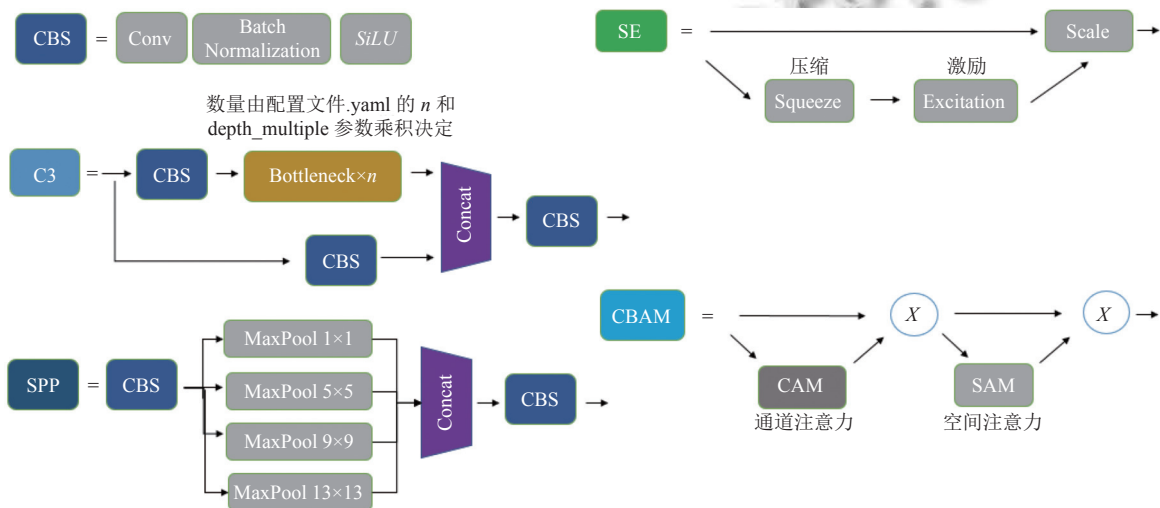 CBS
=
Conv
Batch
Normalization
SiLU
数量由配置文件.yaml 的 n 和
depth_multiple 参数乘积决定
C3
=
CBS
Bottleneck×n
CBS
Concat
CBS
SPP
=
CBS
MaxPool 1×1
MaxPool 5×5
MaxPool 9×9
MaxPool 13×13
Concat
CBS
SE
=
Scale
压缩
Squeeze
激励
Excitation
CBAM
=
X
X
CAM
通道注意力
SAM
空间注意力